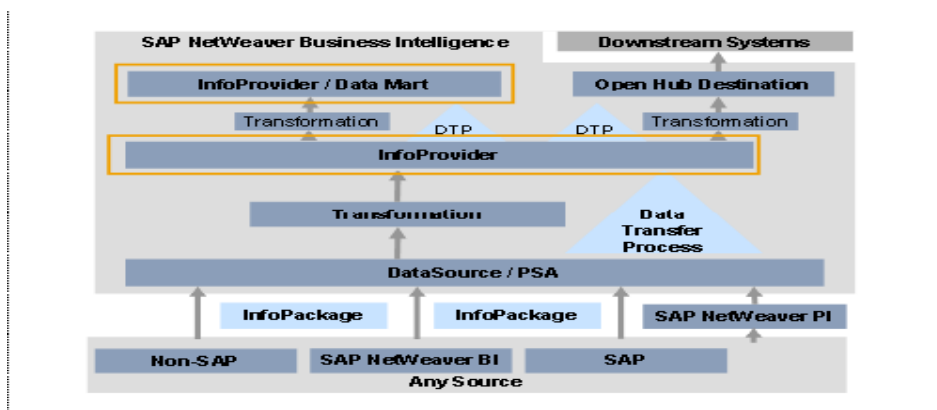 SAP NetWeaver Business Intelligence
Downstream Systems
InfoProvider / Data Mart
Open Hub Destination
Transformation
DTP
DTP
Transformation
InfoProvider
Transformation
Data
Transfer
Process
DataSource / PSA
InfoPackage
InfoPackage
SAP NetWeaver PI
Non-SAP
SAP NetWeaver BI
SAP
Any Source